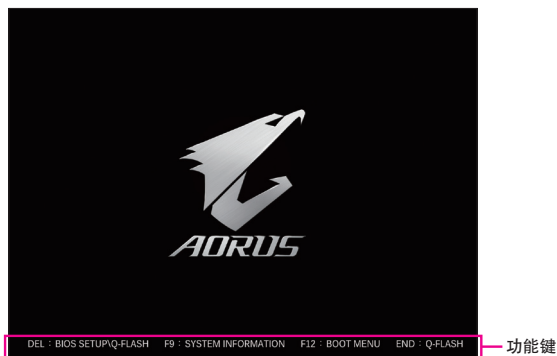 AORUS
DEL : BIOS SETUP\Q-FLASH F9 : SYSTEM INFORMATION F12 : BOOT MENU END : Q-FLASH
功能键